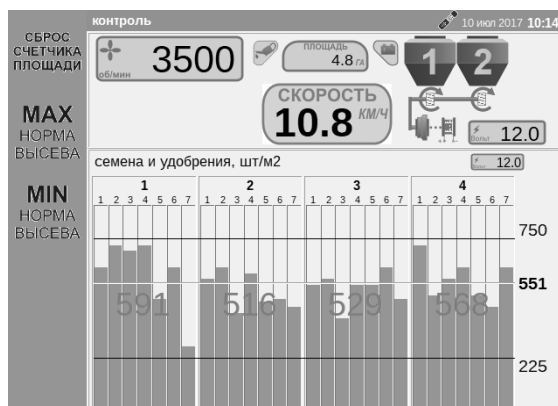 контроль
10 июл 2017 10:14
СБРОС
СЧЕТЧИКА
ПЛОЩАДИ
MAX
НОРМА
ВЫСЕВА
MIN
НОРМА
ВЫСЕВА
об/мин
3500
ПЛОЩАДЬ
4.8 ГА
СКОРОСТЬ
10.8 КМ/Ч
1 2
Вольт 12.0
семена и удобрения, шт/м2
12.0
1 2 3 4
1 2 3 4 5 6 7 1 2 3 4 5 6 7 1 2 3 4 5 6 7 1 2 3 4 5 6 7
750
551
591 516 529 568
225